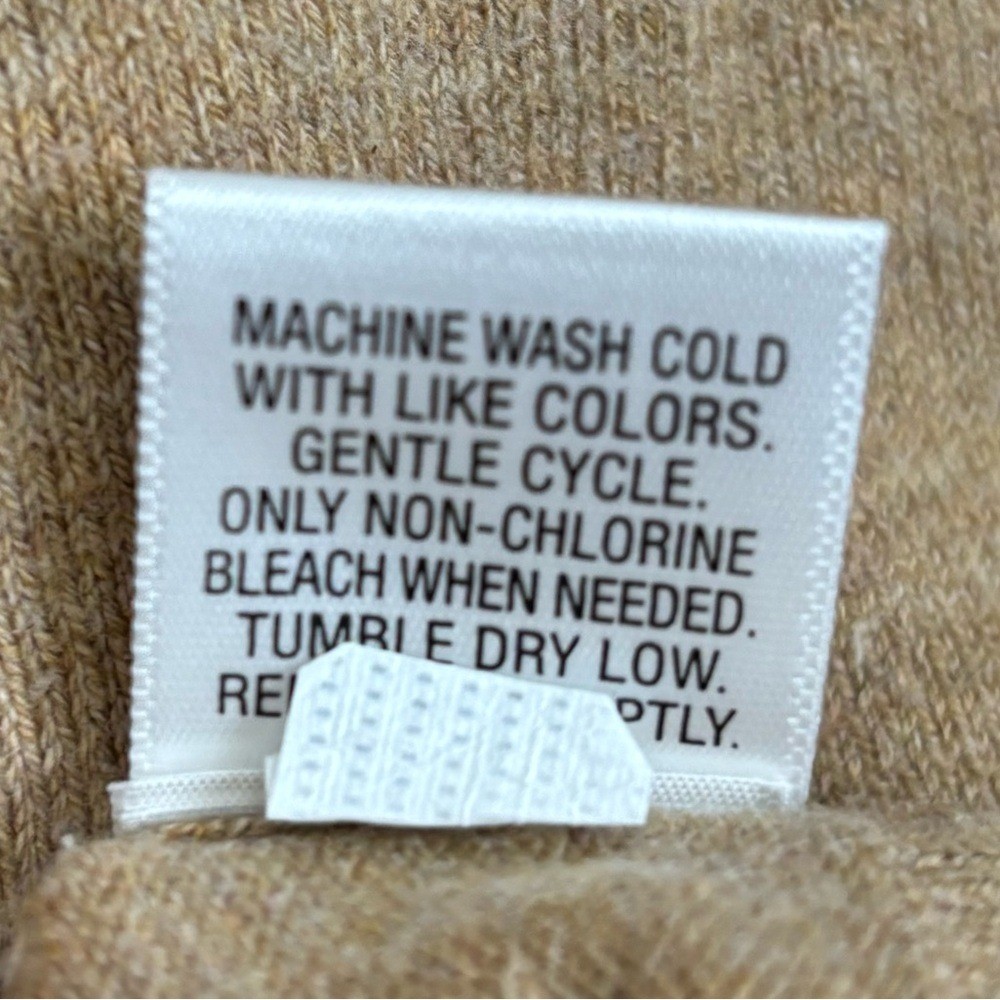 MACHINE WASH COLD
WITH LIKE COLORS.
GENTLE CYCLE.
ONLY NON-CHLORINE
BLEACH WHEN NEEDED.
TUMBLE DRY LOW.